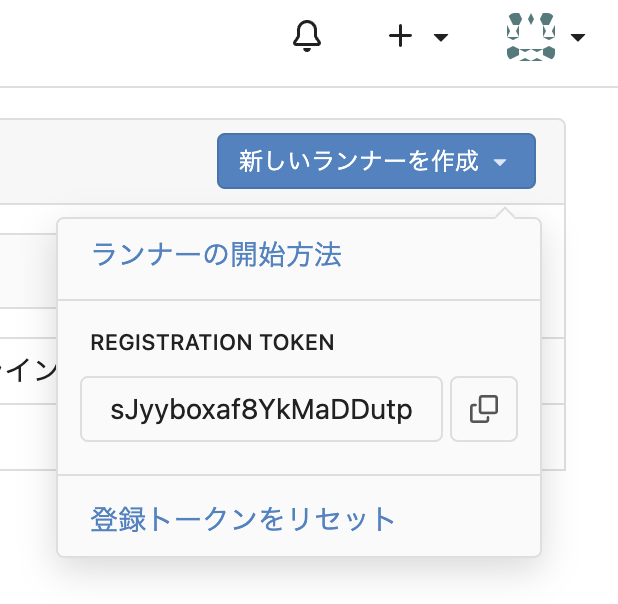 新しいランナーを作成
ランナーの開始方法
REGISTRATION TOKEN
sJyyboxaf8YkMaDDutp
登録トークンをリセット
イン